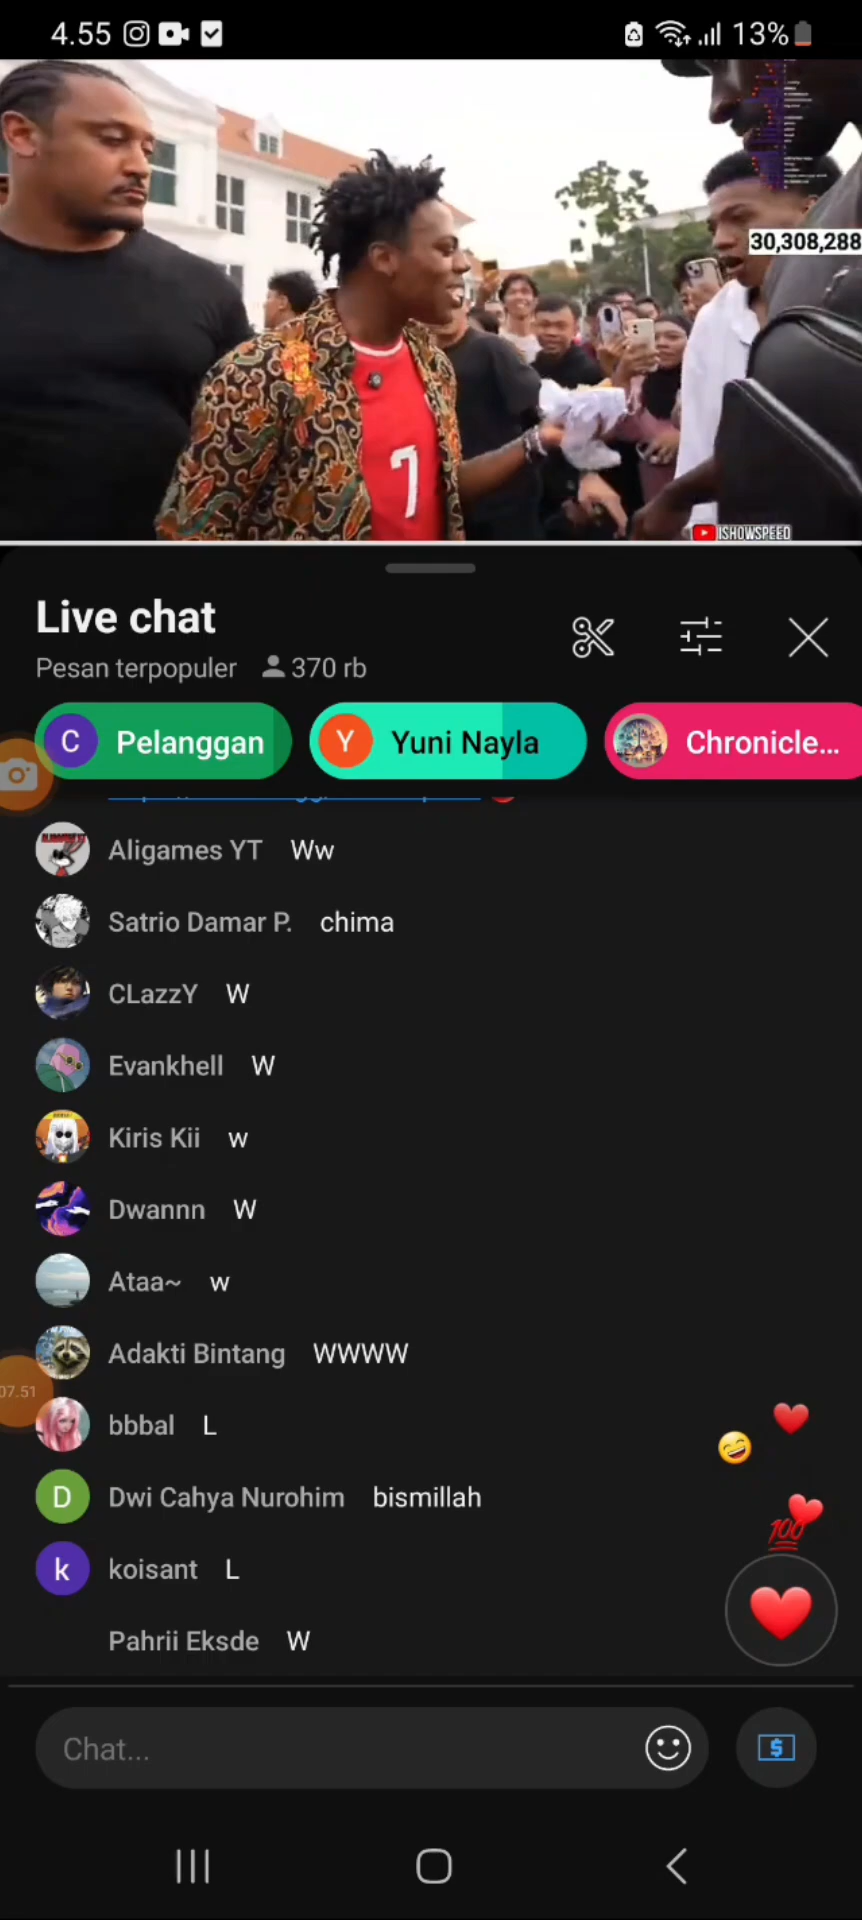 4.55
13%
30,308,288
7
ISHOWSPEED
Live chat
Pesan terpopuler 370 rb
C Pelanggan
Y Yuni Nayla
Chronicle...
Aligames YT Ww
Satrio Damar P. chima
CLazzY W
Evankhell W
Kiris Kii w
Dwannn W
Ataa~ w
Adakti Bintang WWWW
07.51
bbbal L
D Dwi Cahya Nurohim bismillah
100
k koisant L
Pahrii Eksde W
Chat...
$